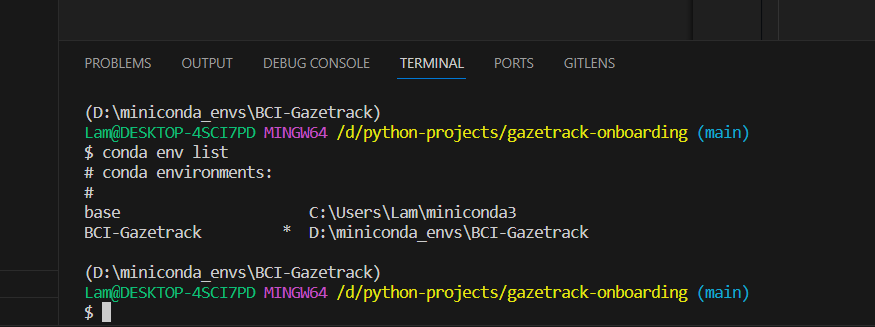 PROBLEMS OUTPUT DEBUG CONSOLE TERMINAL PORTS GITLENS
(D:\miniconda_envs\BCI-Gazetrack)
Lam@DESKTOP-4SCI7PD MINGW64 /d/python-projects/gazetrack-onboarding (main)
$ conda env list
# conda environments:
#
base                     C:\Users\Lam\miniconda3
BCI-Gazetrack         *  D:\miniconda_envs\BCI-Gazetrack
(D:\miniconda_envs\BCI-Gazetrack)
Lam@DESKTOP-4SCI7PD MINGW64 /d/python-projects/gazetrack-onboarding (main)
$